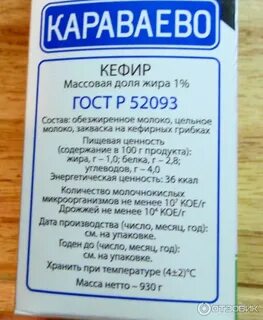 КАРАВАЕВО
КЕФИР
Массовая доля жира 1%
ГОСТ Р 52093
Состав: обезжиренное молоко, цельное
молоко, закваска на кефирных грибках
Пищевая ценность
(содержание в 100 г продукта):
жира, г – 1,0; белка, г – 2,8;
углеводов, г – 4,0
Энергетическая ценность: 36 ккал
Количество молочнокислых
микроорганизмов не менее 10⁷ КОЕ/г
Дрожжей не менее 10⁴ КОЕ/г
Дата производства (число, месяц, год):
см. на упаковке.
Годен до (число, месяц, год):
см. на упаковке.
Хранить при температуре (4±2)°С
Масса нетто – 930 г
ОТЗОВИК